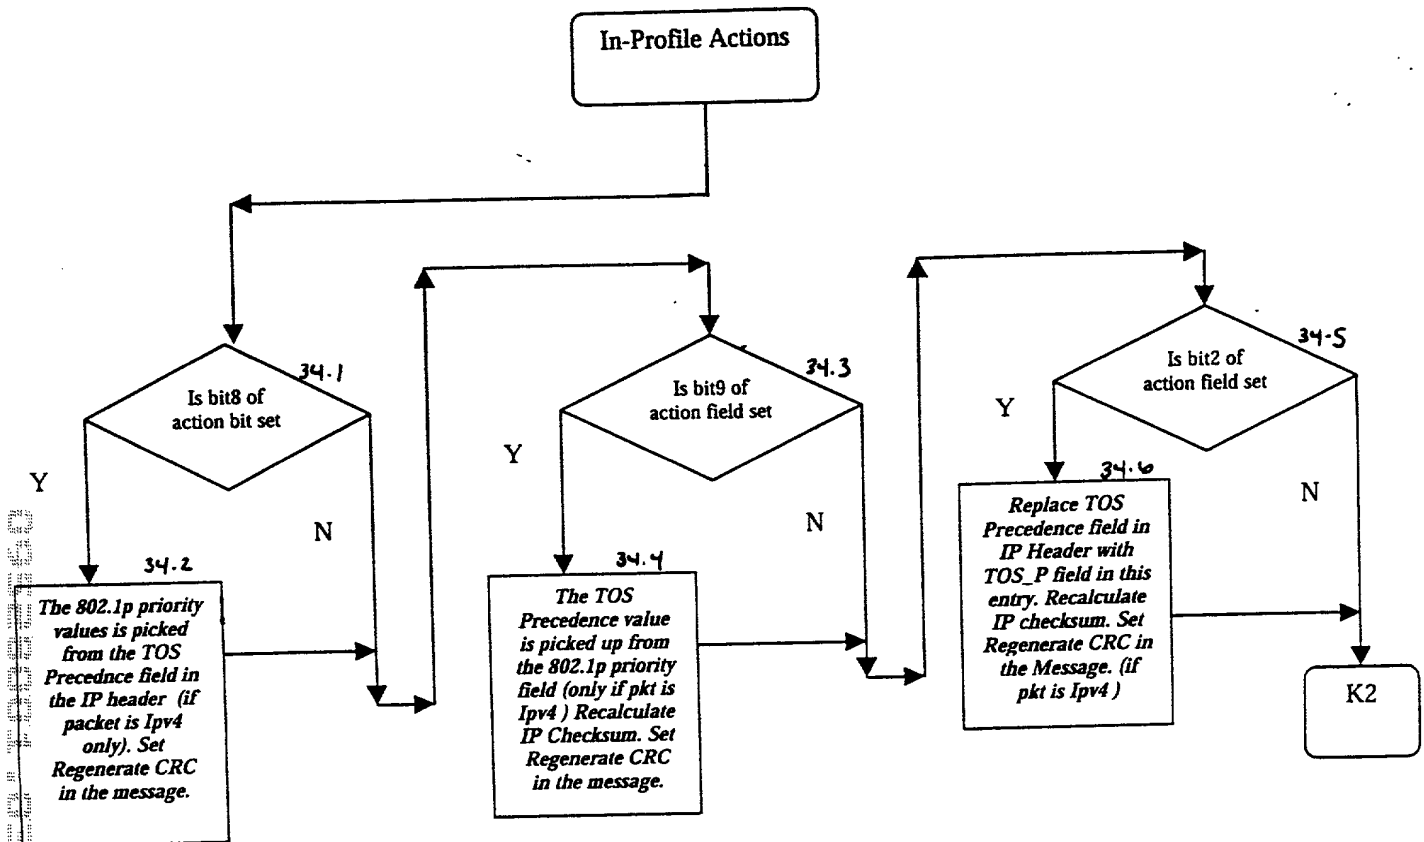 In-Profile Actions
34.1
Is bit8 of
action bit set
Y
N
34.2
The 802.1p priority
values is picked
from the TOS
Precednce field in
the IP header (if
packet is Ipv4
only). Set
Regenerate CRC
in the message.
34.3
Is bit9 of
action field set
Y
N
34.4
The TOS
Precedence value
is picked up from
the 802.1p priority
field (only if pkt is
Ipv4 ) Recalculate
IP Checksum. Set
Regenerate CRC
in the message.
34.5
Is bit2 of
action field set
Y
N
34.6
Replace TOS
Precedence field in
IP Header with
TOS_P field in this
entry. Recalculate
IP checksum. Set
Regenerate CRC in
the Message. (if
pkt is Ipv4 )
K2